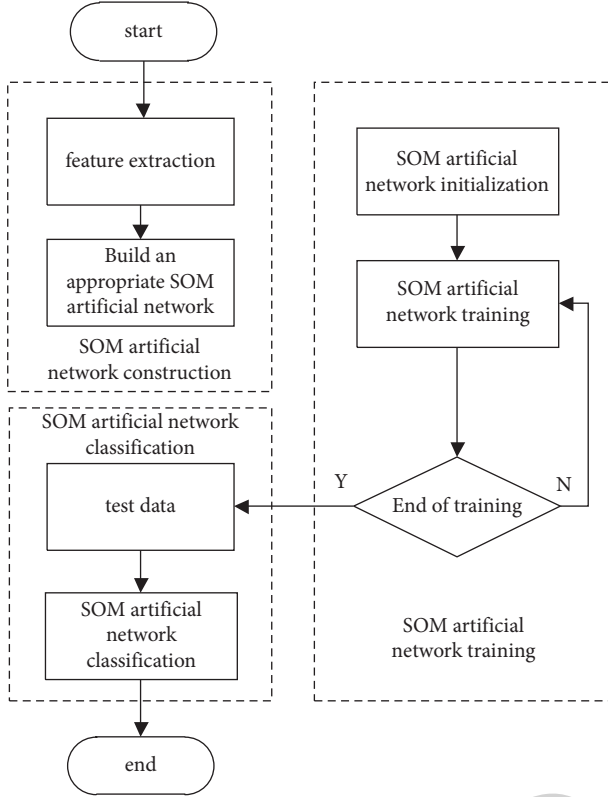 start
feature extraction
Build an
appropriate SOM
artificial network
SOM artificial
network construction
SOM artificial network
classification
test data
SOM artificial
network
classification
end
SOM artificial
network initialization
SOM artificial
network training
End of training
Y
N
SOM artificial
network training